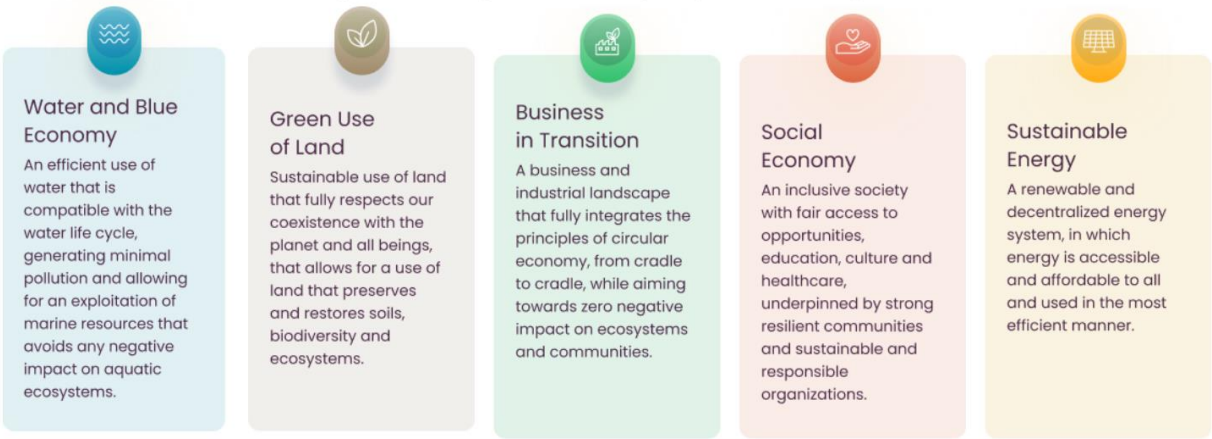 Water and Blue
Economy
An efficient use of
water that is
compatible with the
water life cycle,
generating minimal
pollution and allowing
for an exploitation of
marine resources that
avoids any negative
impact on aquatic
ecosystems.
Green Use
of Land
Sustainable use of land
that fully respects our
coexistence with the
planet and all beings,
that allows for a use of
land that preserves
and restores soils,
biodiversity and
ecosystems.
Business
in Transition
A business and
industrial landscape
that fully integrates the
principles of circular
economy, from cradle
to cradle, while aiming
towards zero negative
impact on ecosystems
and communities.
Social
Economy
An inclusive society
with fair access to
opportunities,
education, culture and
healthcare,
underpinned by strong
resilient communities
and sustainable and
responsible
organizations.
Sustainable
Energy
A renewable and
decentralized energy
system, in which
energy is accessible
and affordable to all
and used in the most
efficient manner.